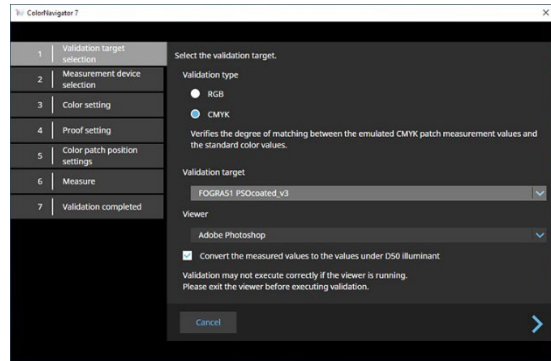 ColorNavigator 7
1 Validation target
selection
2 Measurement device
selection
3 Color setting
4 Proof setting
5 Color patch position
settings
6 Measure
7 Validation completed
Select the validation target.
Validation type
RGB
CMYK
Verifies the degree of matching between the emulated CMYK patch measurement values and
the standard color values.
Validation target
FOGRA51 PSOcoated_v3
Viewer
Adobe Photoshop
Convert the measured values to the values under D50 illuminant
Validation may not execute correctly if the viewer is running.
Please exit the viewer before executing validation.
Cancel